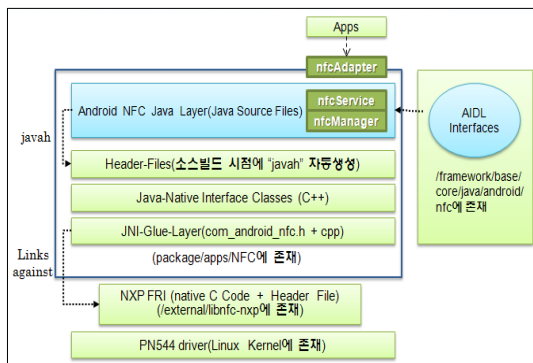 Apps
nfcAdapter
Android NFC Java Layer(Java Source Files)
nfcService
nfcManager
AIDL
Interfaces
javah
Header-Files(소스빌드 시점에 “javah” 자동생성)
/framework/base/
core/java/android/
nfc에 존재
Java-Native Interface Classes (C++)
JNI-Glue-Layer(com_android_nfc.h + cpp)
(package/apps/NFC에 존재)
Links
against
NXP FRI (native C Code + Header File)
(/external/libnfc-nxp에 존재)
PN544 driver(Linux Kernel에 존재)